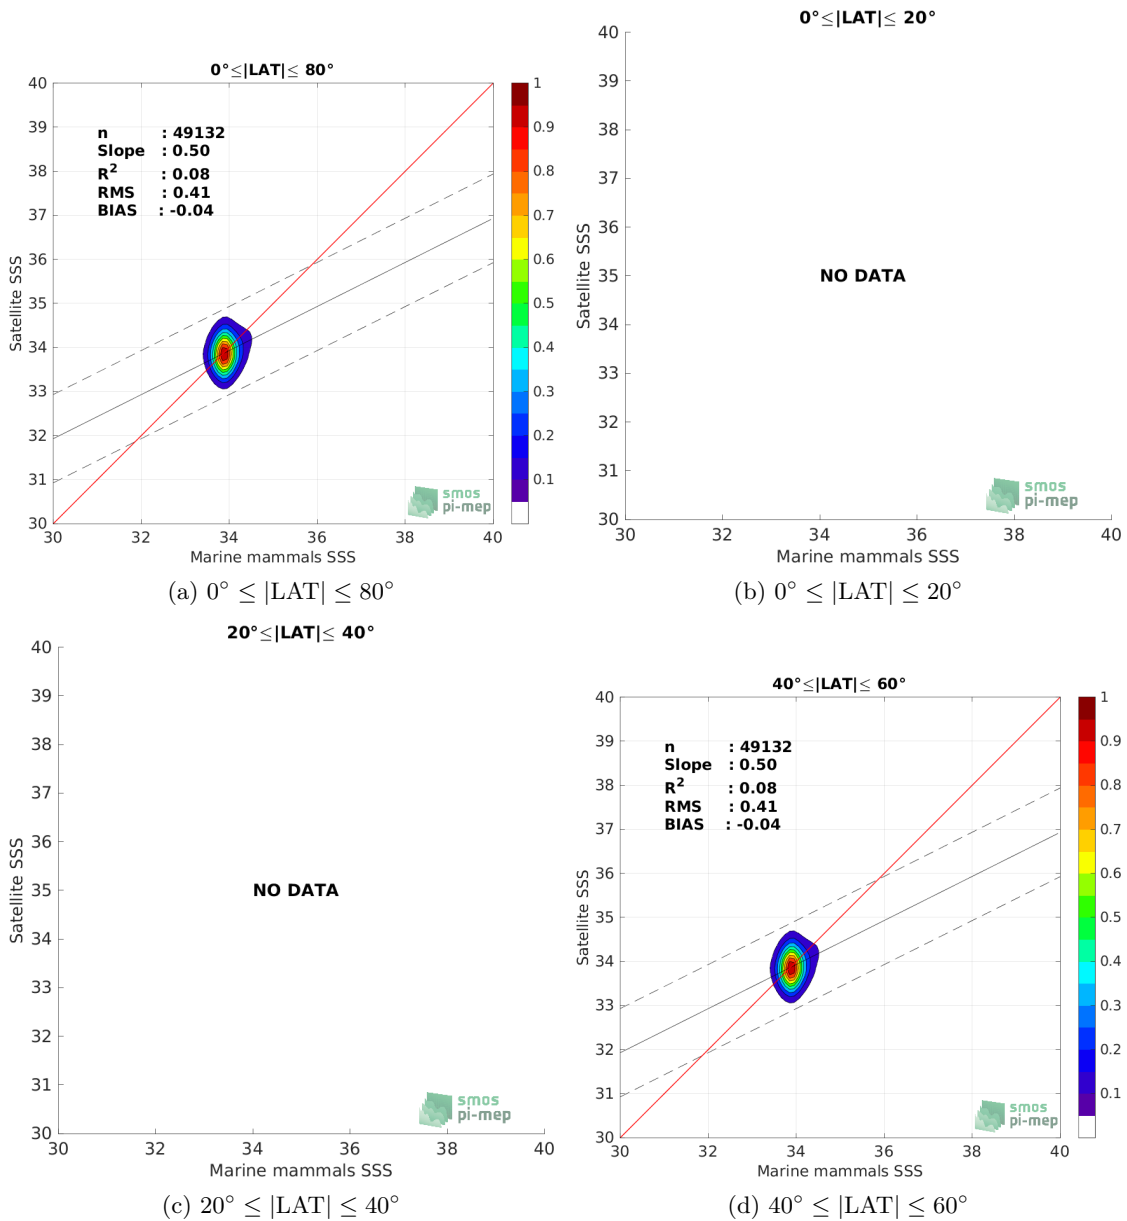 0°≤|LAT|≤ 80°
40
39
38
37
36
35
34
33
32
31
30
Satellite SSS
n : 49132
Slope : 0.50
R² : 0.08
RMS : 0.41
BIAS : -0.04
30 32 34 36 38 40
Marine mammals SSS
1
0.9
0.8
0.7
0.6
0.5
0.4
0.3
0.2
0.1
smos
pi-mep
(a) 0° ≤ |LAT| ≤ 80°
0°≤|LAT|≤ 20°
40
39
38
37
36
35
34
33
32
31
30
Satellite SSS
NO DATA
30 32 34 36 38 40
Marine mammals SSS
smos
pi-mep
(b) 0° ≤ |LAT| ≤ 20°
20°≤|LAT|≤ 40°
40
39
38
37
36
35
34
33
32
31
30
Satellite SSS
NO DATA
30 32 34 36 38 40
Marine mammals SSS
smos
pi-mep
(c) 20° ≤ |LAT| ≤ 40°
40°≤|LAT|≤ 60°
40
39
38
37
36
35
34
33
32
31
30
Satellite SSS
n : 49132
Slope : 0.50
R² : 0.08
RMS : 0.41
BIAS : -0.04
30 32 34 36 38 40
Marine mammals SSS
1
0.9
0.8
0.7
0.6
0.5
0.4
0.3
0.2
0.1
smos
pi-mep
(d) 40° ≤ |LAT| ≤ 60°